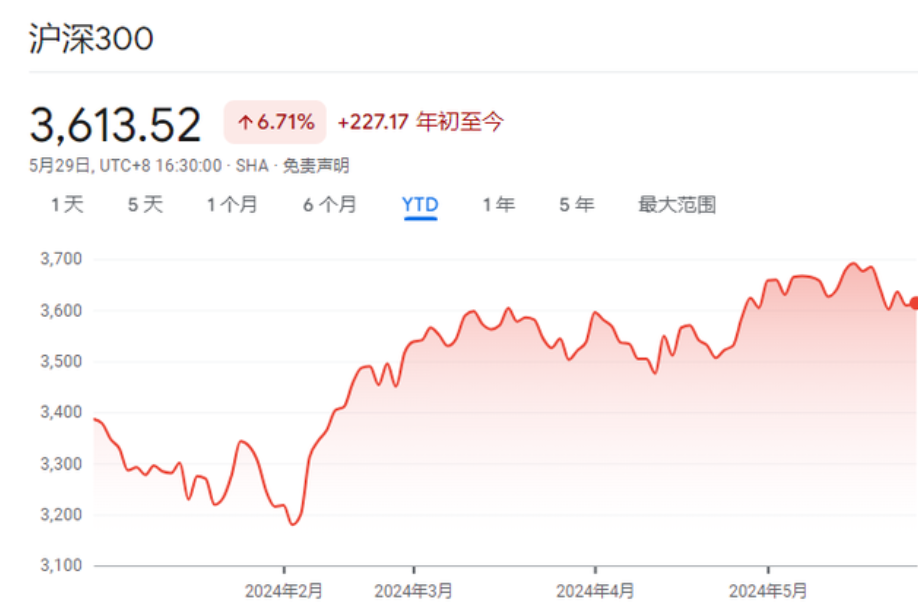 沪深300
3,613.52 ↑6.71% +227.17 年初至今
5月29日, UTC+8 16:30:00 · SHA · 免责声明
1天 5天 1个月 6个月 YTD 1年 5年 最大范围
3,700
3,600
3,500
3,400
3,300
3,200
3,100
2024年2月 2024年3月 2024年4月 2024年5月